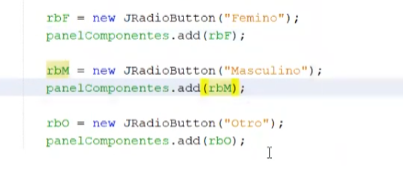 rbF = new JRadioButton("Femino");
panelComponentes.add(rbF);
rbM = new JRadioButton("Masculino");
panelComponentes.add(rbM);
rbO = new JRadioButton("Otro");
panelComponentes.add(rbO);